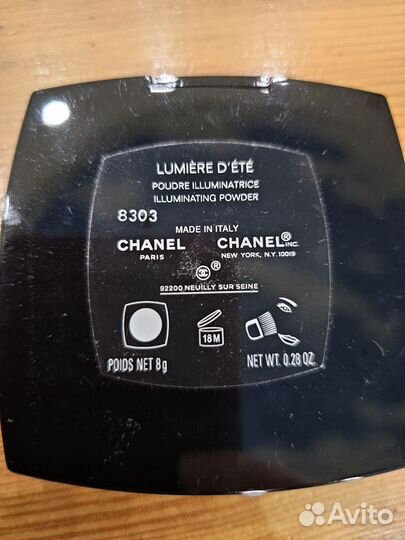 LUMIÈRE D'ÉTÉ
POUDRE ILLUMINATRICE
ILLUMINATING POWDER
8303
MADE IN ITALY
CHANEL CHANEL® INC.
PARIS NEW YORK, N.Y. 10019
®
92200 NEUILLY SUR SEINE
18 M
POIDS NET 8g NET WT. 0.28 OZ.
Avito